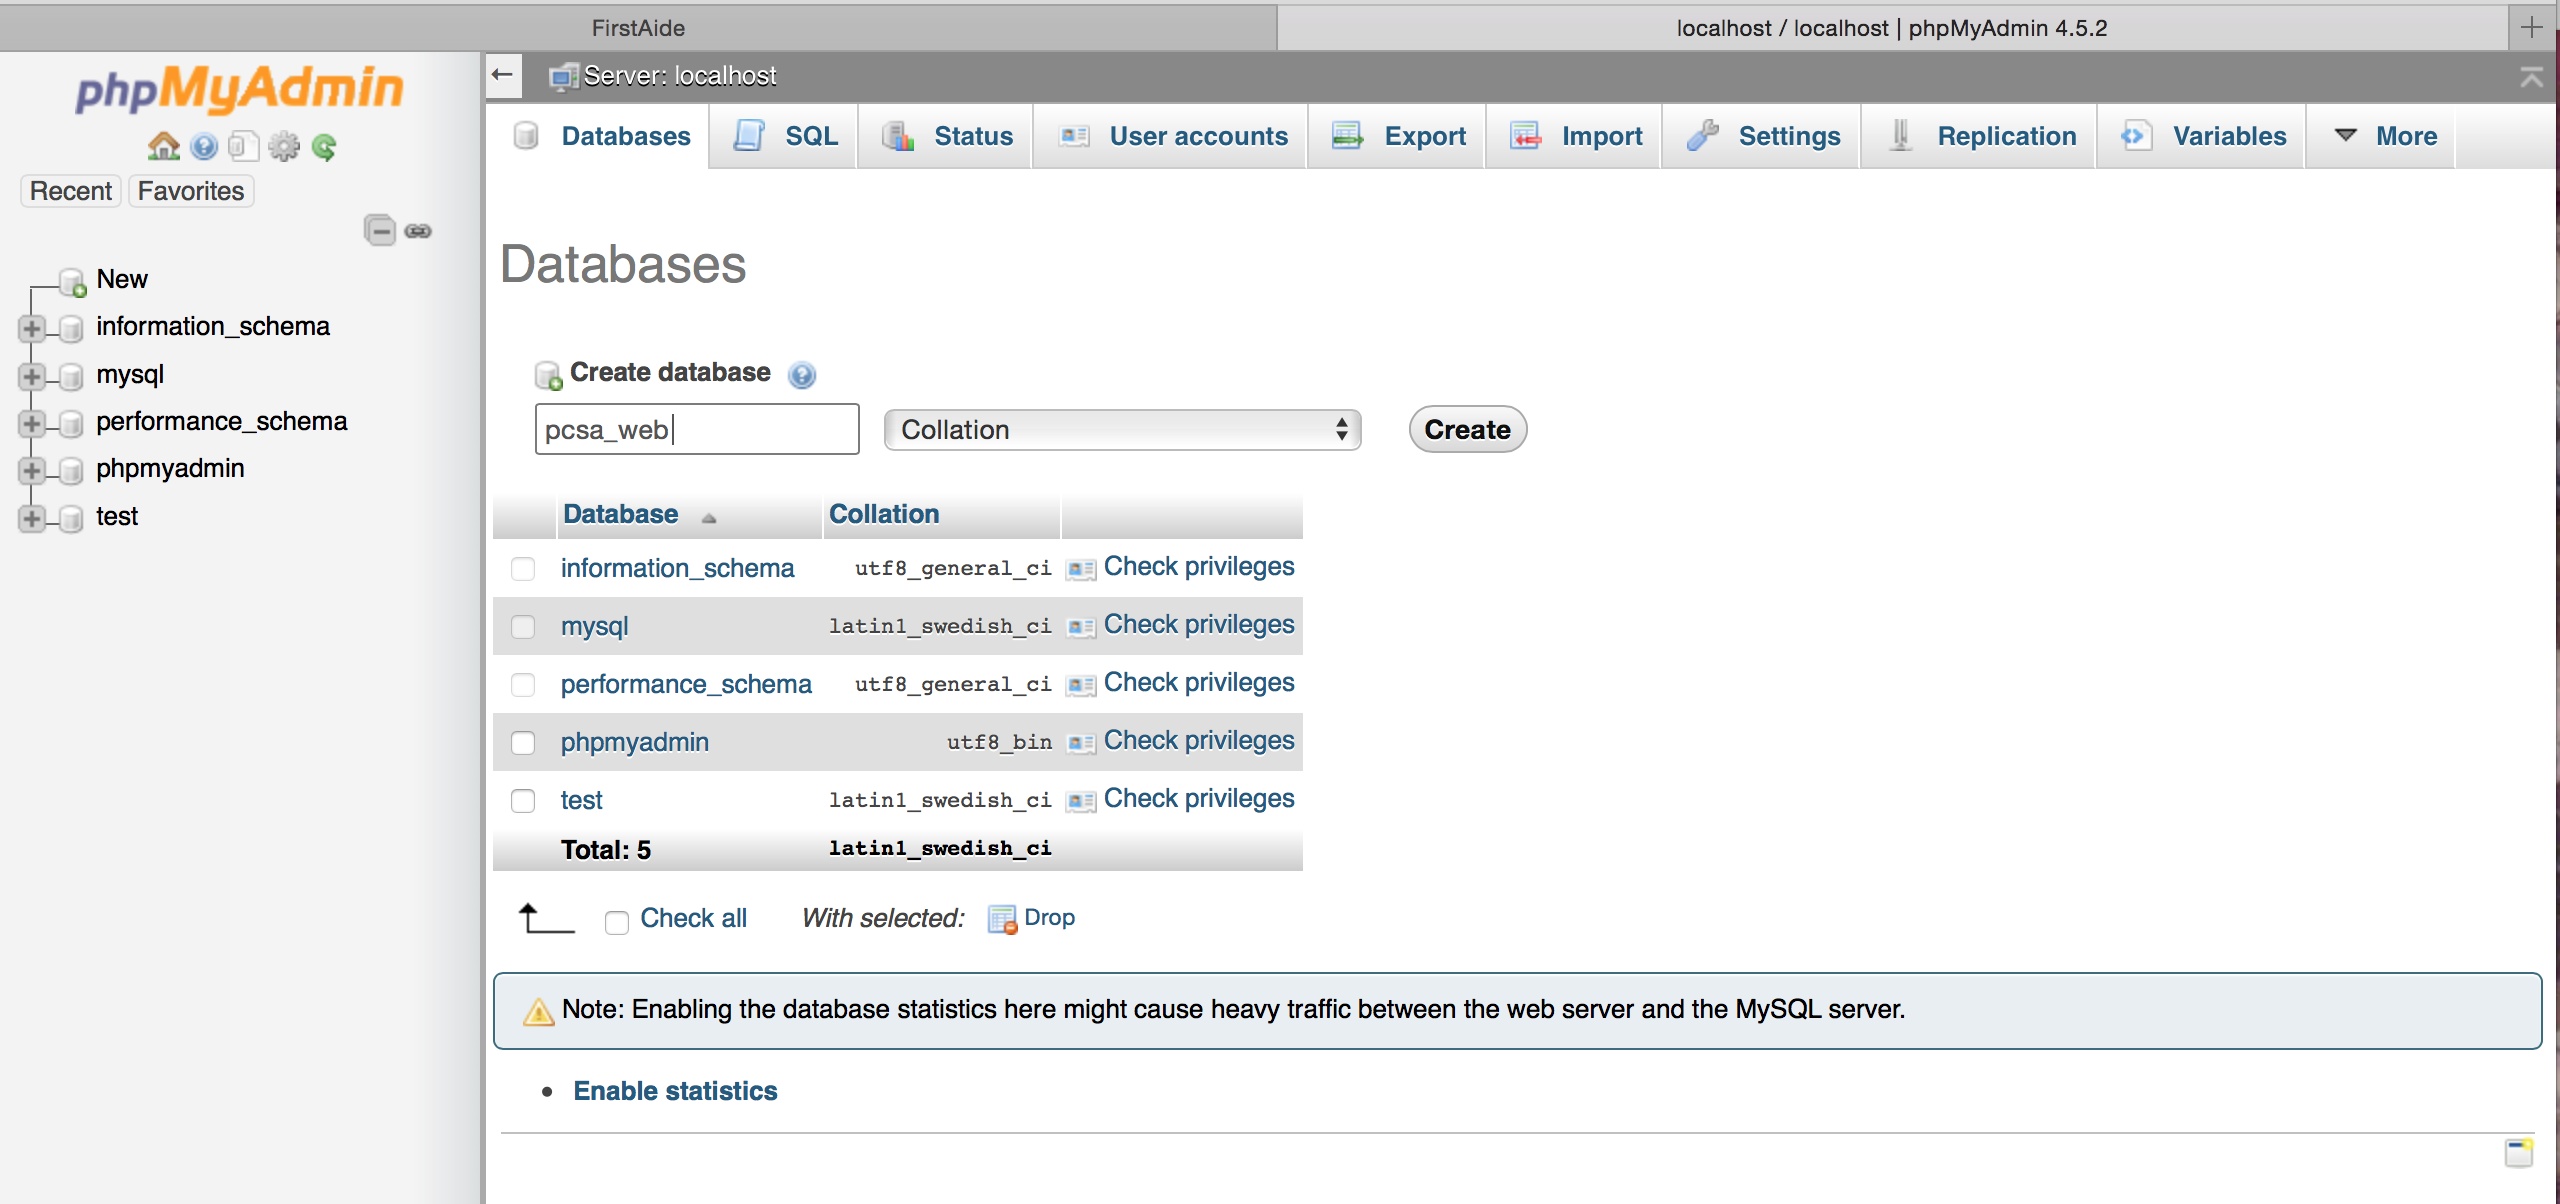 FirstAide
localhost / localhost | phpMyAdmin 4.5.2
phpMyAdmin
Recent Favorites
New
information_schema
mysql
performance_schema
phpmyadmin
test
Server: localhost
Databases SQL Status User accounts Export Import Settings Replication Variables More
Databases
Create database
pcsa_web Collation Create
Database Collation
information_schema utf8_general_ci Check privileges
mysql latin1_swedish_ci Check privileges
performance_schema utf8_general_ci Check privileges
phpmyadmin utf8_bin Check privileges
test latin1_swedish_ci Check privileges
Total: 5 latin1_swedish_ci
Check all With selected: Drop
Note: Enabling the database statistics here might cause heavy traffic between the web server and the MySQL server.
Enable statistics